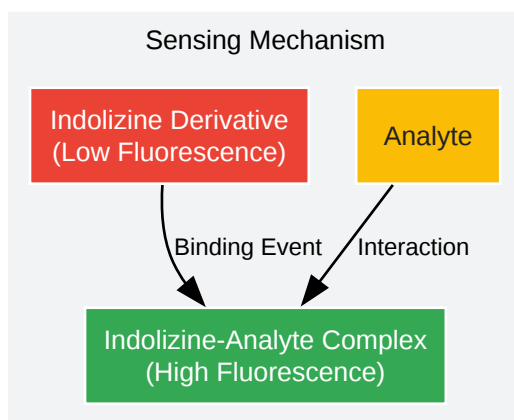 Sensing Mechanism
Indolizine Derivative
(Low Fluorescence)
Analyte
Binding Event
Interaction
Indolizine-Analyte Complex
(High Fluorescence)